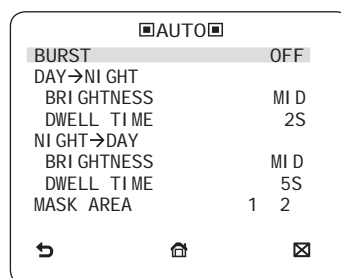 ▣AUTO▣
BURST OFF
DAY→NIGHT
BRIGHTNESS MID
DWELL TIME 2S
NIGHT→DAY
BRIGHTNESS MID
DWELL TIME 5S
MASK AREA 1 2